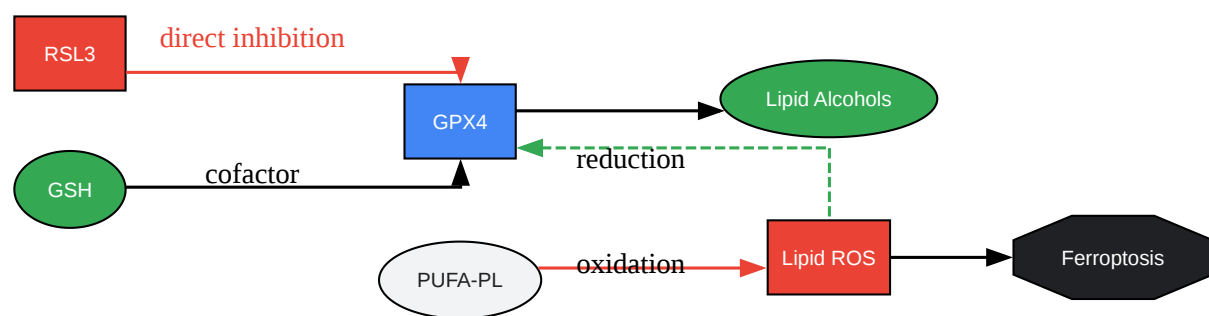 direct inhibition
RSL3
Lipid Alcohols
GPX4
reduction
cofactor
GSH
Lipid ROS
Ferroptosis
oxidation
PUFA-PL